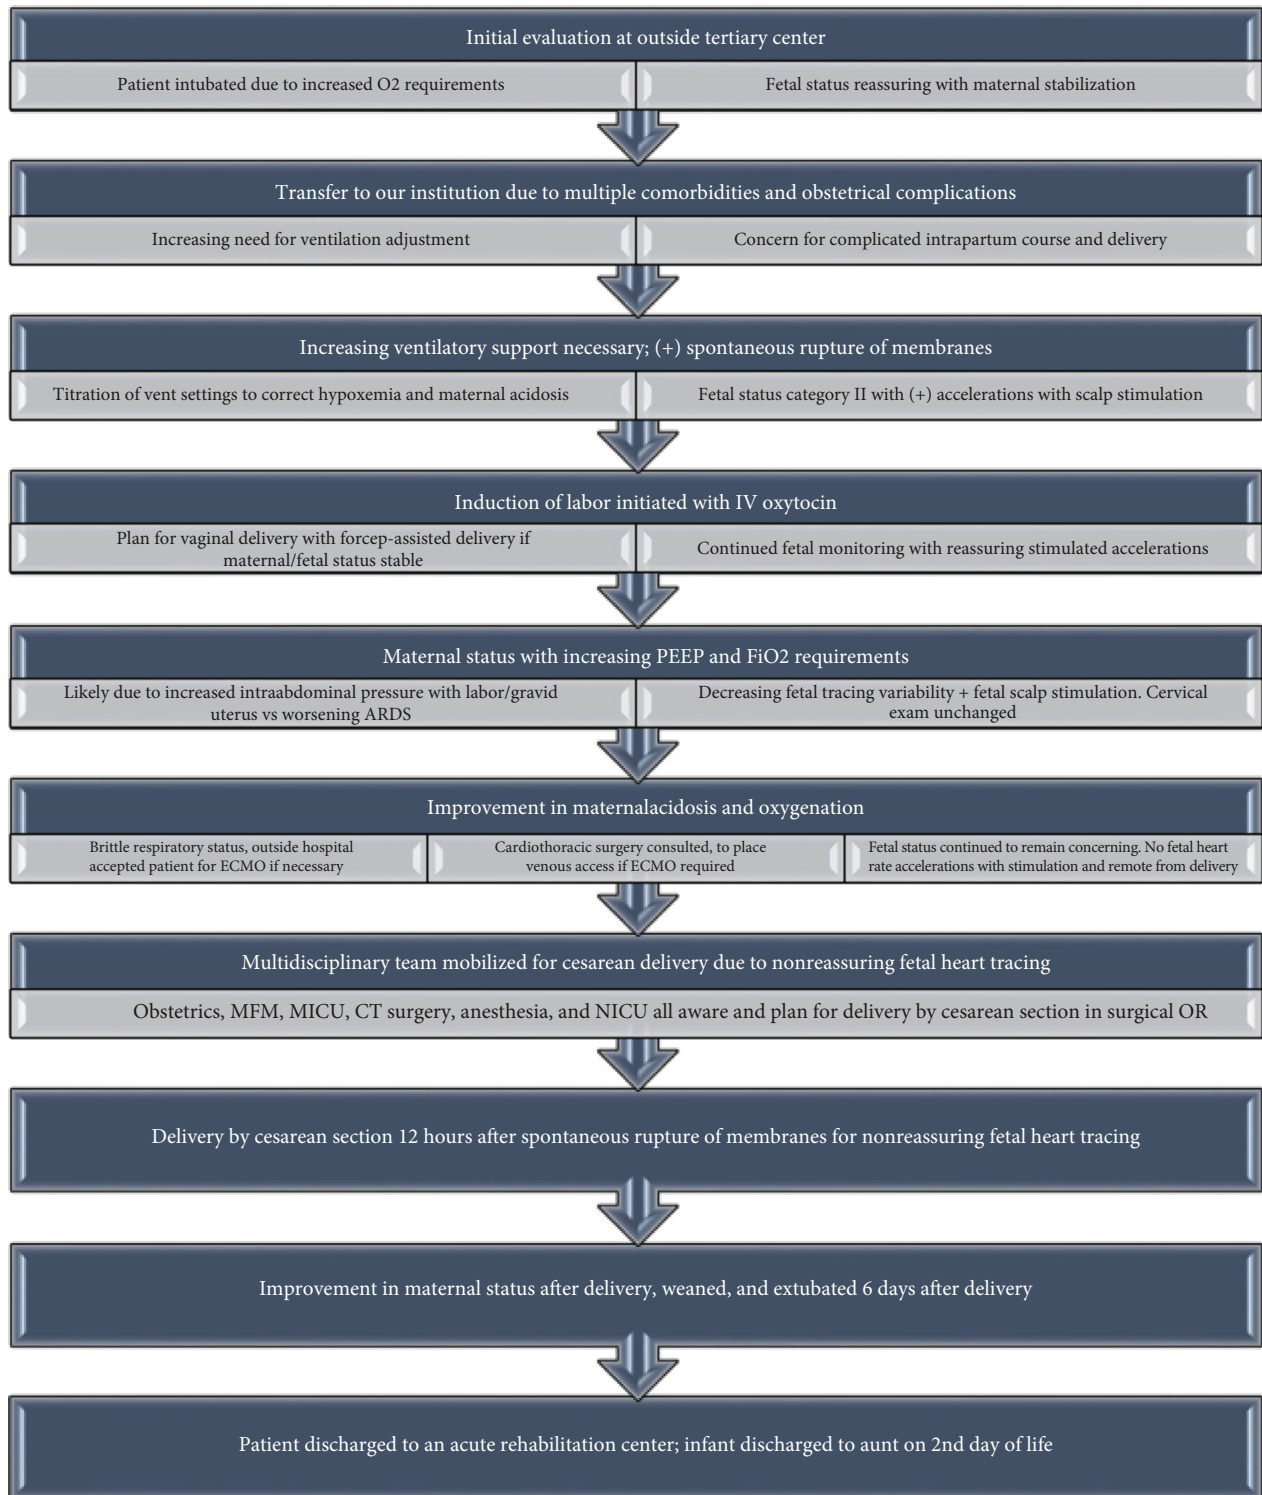 Initial evaluation at outside tertiary center
Patient intubated due to increased O2 requirements
Fetal status reassuring with maternal stabilization
Transfer to our institution due to multiple comorbidities and obstetrical complications
Increasing need for ventilation adjustment
Concern for complicated intrapartum course and delivery
Increasing ventilatory support necessary; (+) spontaneous rupture of membranes
Titration of vent settings to correct hypoxemia and maternal acidosis
Fetal status category II with (+) accelerations with scalp stimulation
Induction of labor initiated with IV oxytocin
Plan for vaginal delivery with forcep-assisted delivery if
maternal/fetal status stable
Continued fetal monitoring with reassuring stimulated accelerations
Maternal status with increasing PEEP and FiO2 requirements
Likely due to increased intraabdominal pressure with labor/gravid
uterus vs worsening ARDS
Decreasing fetal tracing variability + fetal scalp stimulation. Cervical
exam unchanged
Improvement in maternalacidosis and oxygenation
Brittle respiratory status, outside hospital
accepted patient for ECMO if necessary
Cardiothoracic surgery consulted, to place
venous access if ECMO required
Fetal status continued to remain concerning. No fetal heart
rate accelerations with stimulation and remote from delivery
Multidisciplinary team mobilized for cesarean delivery due to nonreassuring fetal heart tracing
Obstetrics, MFM, MICU, CT surgery, anesthesia, and NICU all aware and plan for delivery by cesarean section in surgical OR
Delivery by cesarean section 12 hours after spontaneous rupture of membranes for nonreassuring fetal heart tracing
Improvement in maternal status after delivery, weaned, and extubated 6 days after delivery
Patient discharged to an acute rehabilitation center; infant discharged to aunt on 2nd day of life